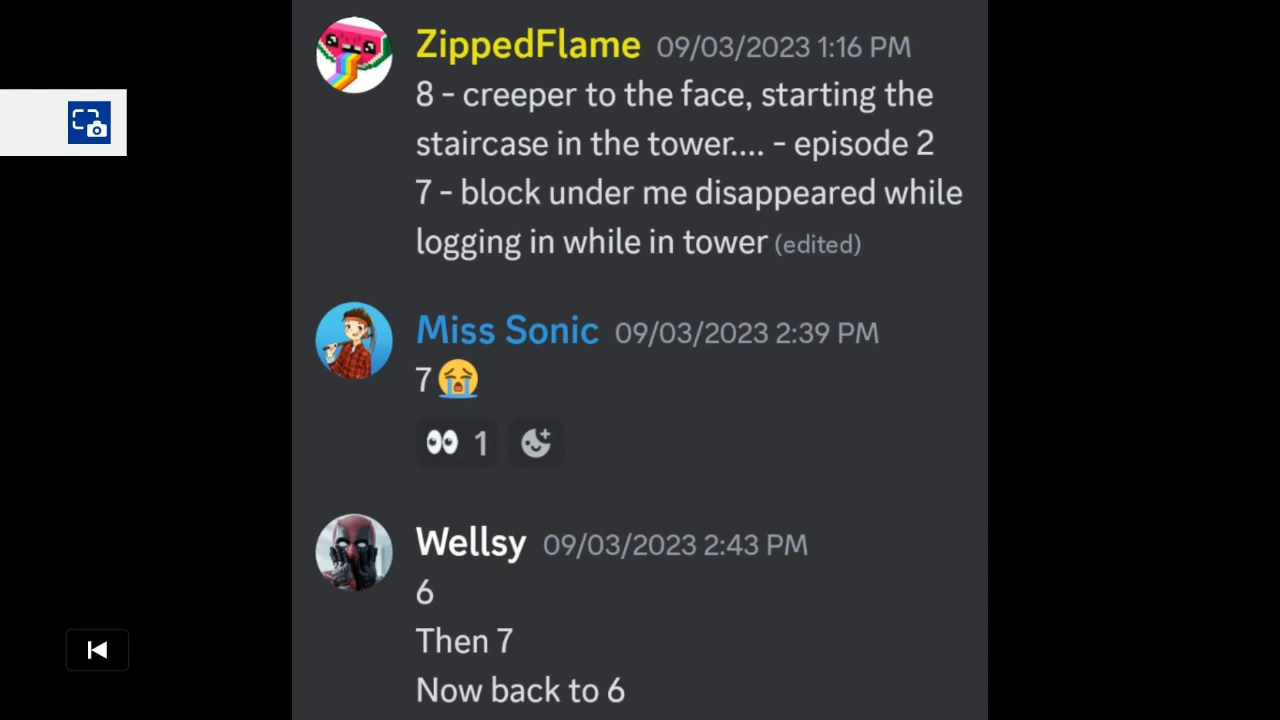 ZippedFlame 09/03/2023 1:16 PM
8 - creeper to the face, starting the
staircase in the tower.... - episode 2
7 - block under me disappeared while
logging in while in tower (edited)
Miss Sonic 09/03/2023 2:39 PM
7😭
👀 1
Wellsy 09/03/2023 2:43 PM
6
Then 7
Now back to 6